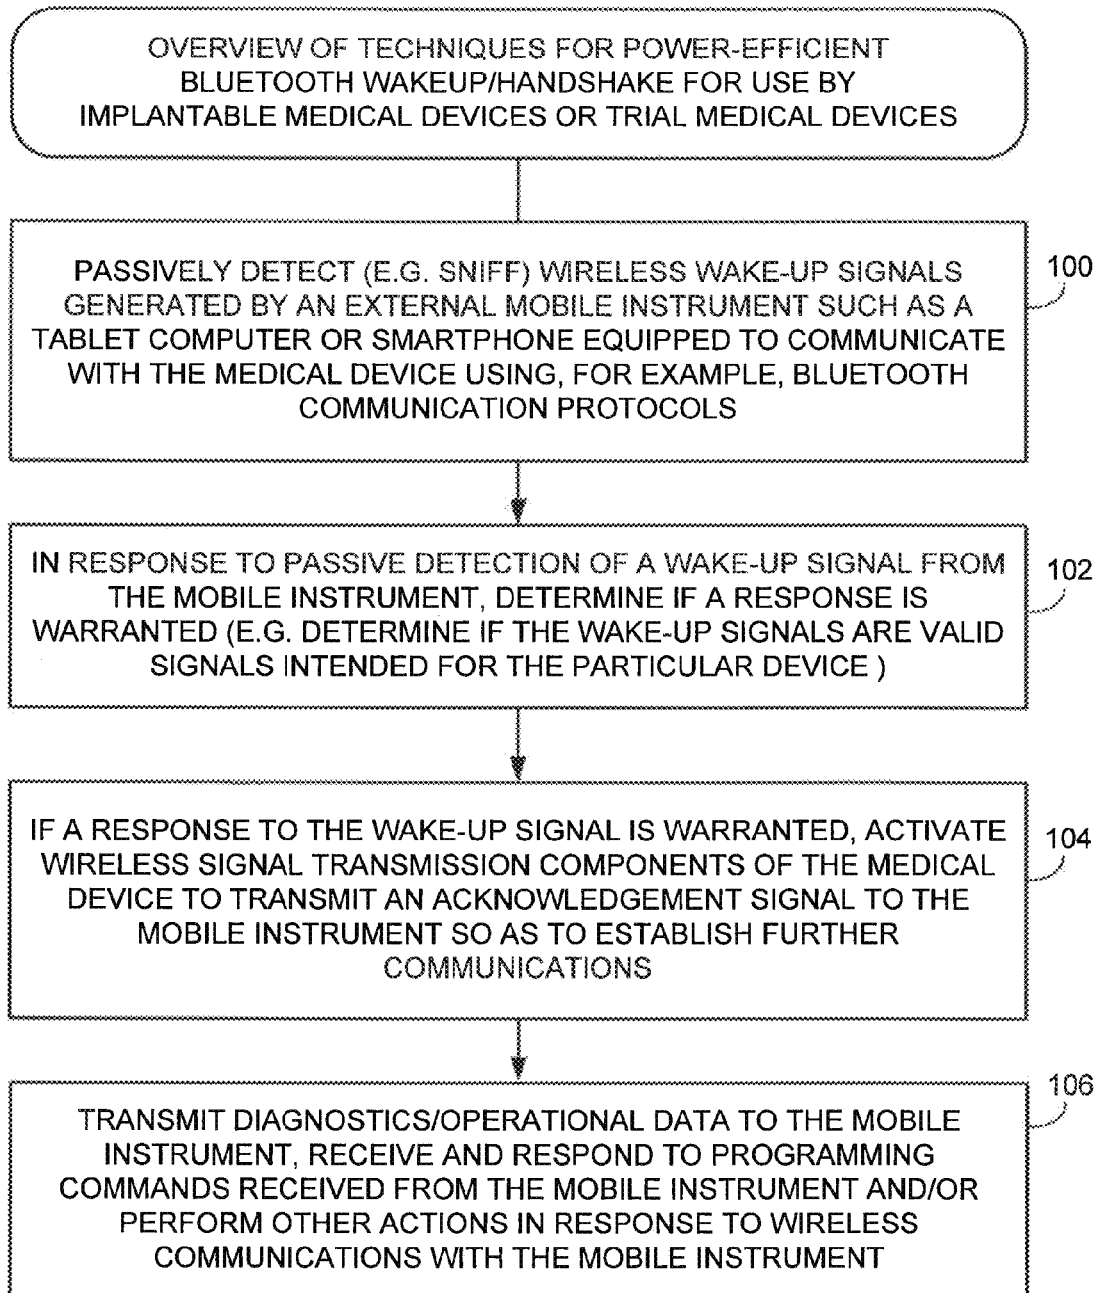 OVERVIEW OF TECHNIQUES FOR POWER-EFFICIENT
BLUETOOTH WAKEUP/HANDSHAKE FOR USE BY
IMPLANTABLE MEDICAL DEVICES OR TRIAL MEDICAL DEVICES
PASSIVELY DETECT (E.G. SNIFF) WIRELESS WAKE-UP SIGNALS
GENERATED BY AN EXTERNAL MOBILE INSTRUMENT SUCH AS A
TABLET COMPUTER OR SMARTPHONE EQUIPPED TO COMMUNICATE
WITH THE MEDICAL DEVICE USING, FOR EXAMPLE, BLUETOOTH
COMMUNICATION PROTOCOLS
100
IN RESPONSE TO PASSIVE DETECTION OF A WAKE-UP SIGNAL FROM
THE MOBILE INSTRUMENT, DETERMINE IF A RESPONSE IS
WARRANTED (E.G. DETERMINE IF THE WAKE-UP SIGNALS ARE VALID
SIGNALS INTENDED FOR THE PARTICULAR DEVICE )
102
IF A RESPONSE TO THE WAKE-UP SIGNAL IS WARRANTED, ACTIVATE
WIRELESS SIGNAL TRANSMISSION COMPONENTS OF THE MEDICAL
DEVICE TO TRANSMIT AN ACKNOWLEDGEMENT SIGNAL TO THE
MOBILE INSTRUMENT SO AS TO ESTABLISH FURTHER
COMMUNICATIONS
104
TRANSMIT DIAGNOSTICS/OPERATIONAL DATA TO THE MOBILE
INSTRUMENT, RECEIVE AND RESPOND TO PROGRAMMING
COMMANDS RECEIVED FROM THE MOBILE INSTRUMENT AND/OR
PERFORM OTHER ACTIONS IN RESPONSE TO WIRELESS
COMMUNICATIONS WITH THE MOBILE INSTRUMENT
106